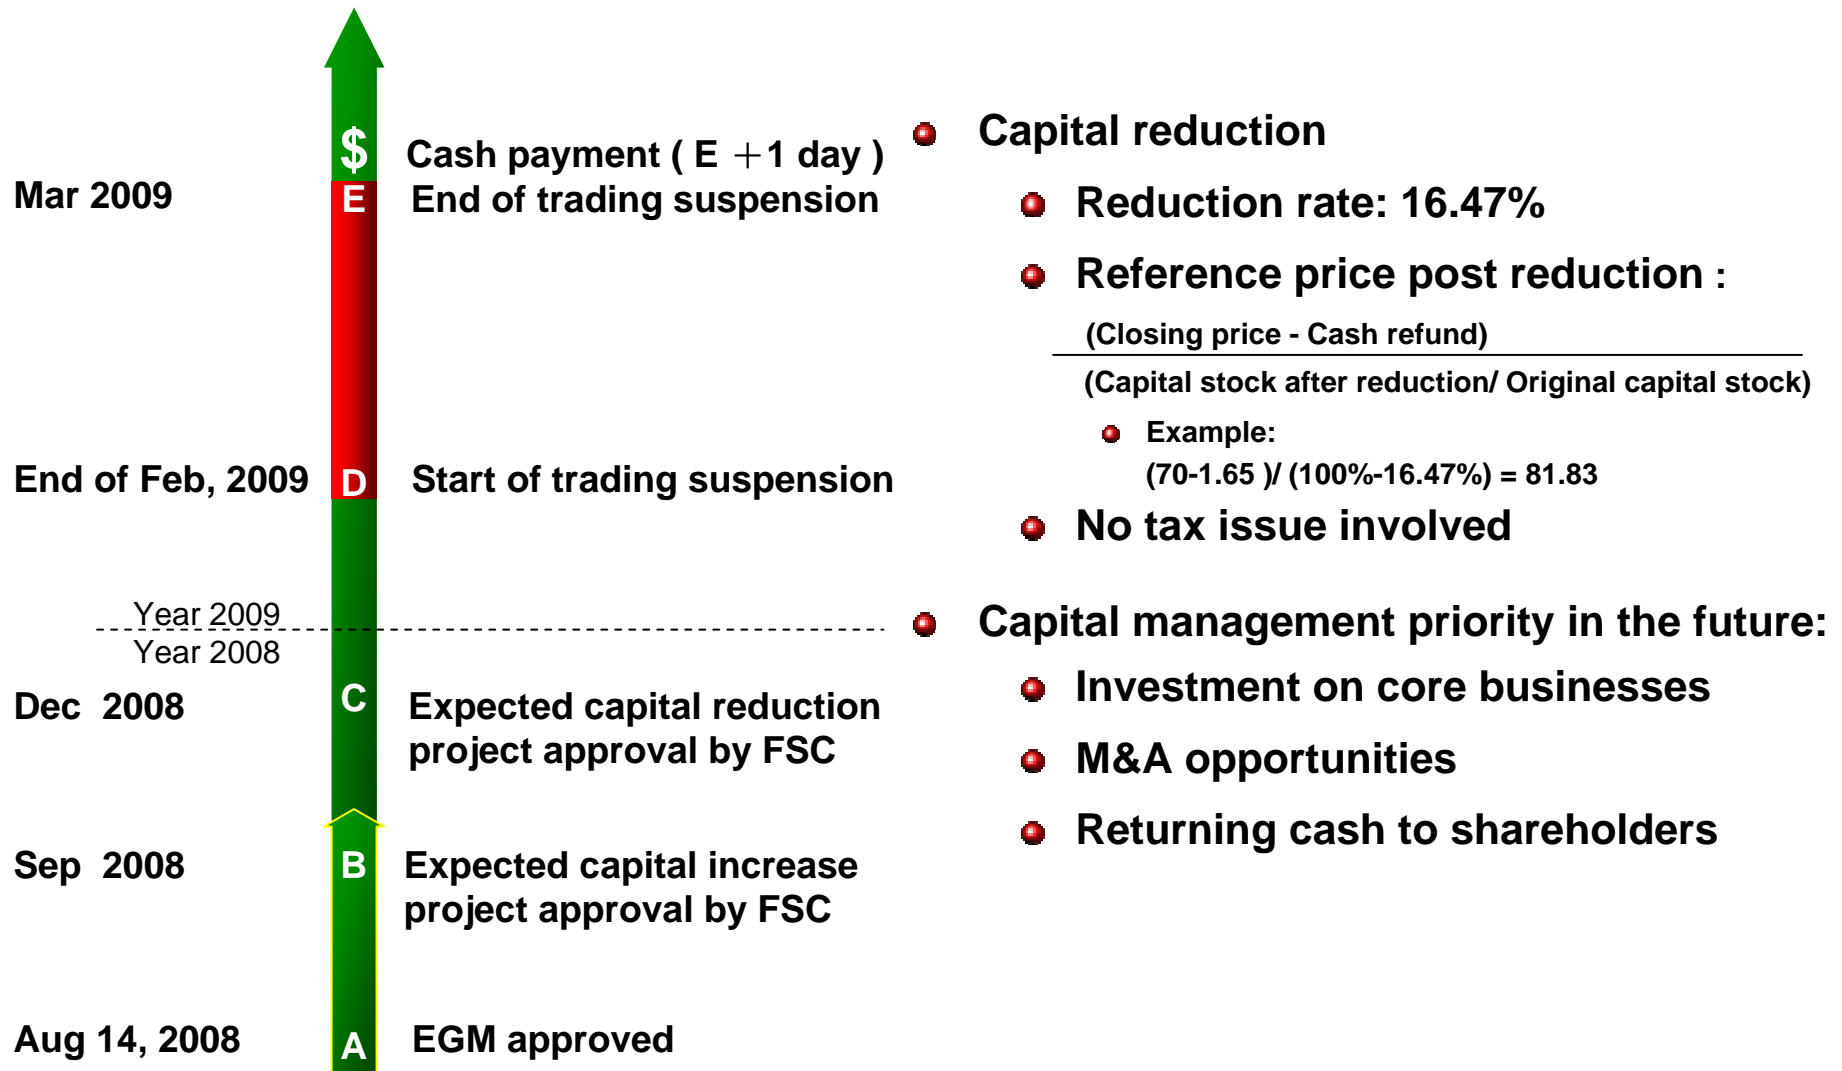 $
Cash payment ( E +1 day )
Mar 2009
E
End of trading suspension
End of Feb, 2009
D
Start of trading suspension
Year 2009
Year 2008
Dec 2008
C
Expected capital reduction
project approval by FSC
Sep 2008
B
Expected capital increase
project approval by FSC
Aug 14, 2008
A
EGM approved
Capital reduction
Reduction rate: 16.47%
Reference price post reduction :
(Closing price - Cash refund)
(Capital stock after reduction/ Original capital stock)
Example:
(70-1.65 )/ (100%-16.47%) = 81.83
No tax issue involved
Capital management priority in the future:
Investment on core businesses
M&A opportunities
Returning cash to shareholders